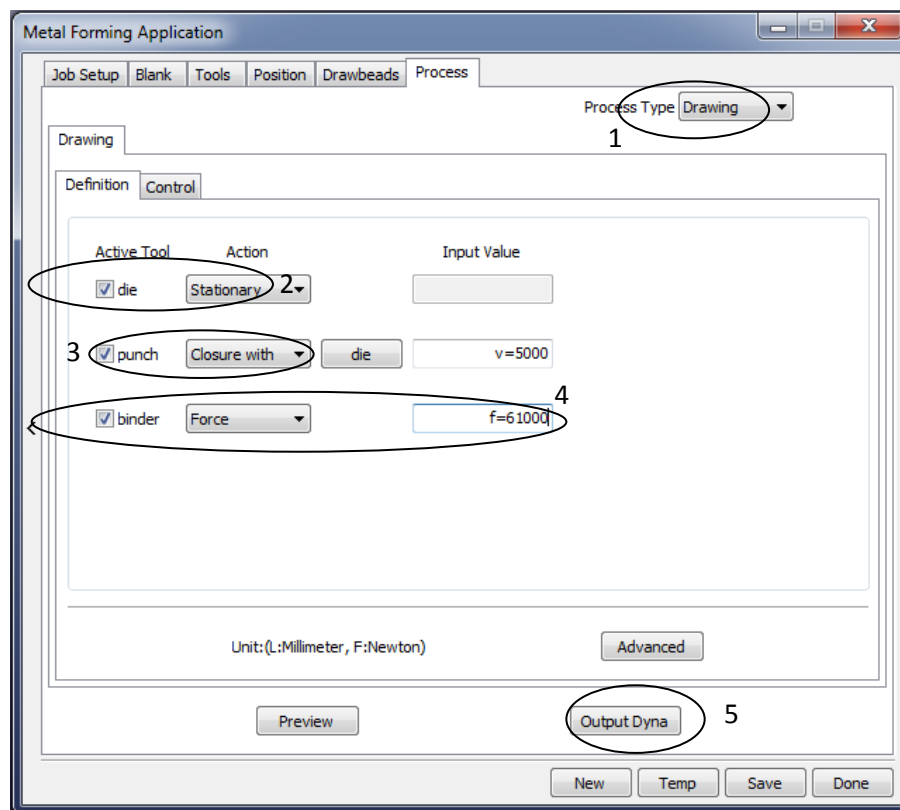 Metal Forming Application
Job Setup Blank Tools Position Drawbeads Process
Process Type Drawing
1
Drawing
Definition Control
Active Tool Action Input Value
die Stationary 2
3 punch Closure with die v=5000
4
binder Force f=61000
Unit:(L:Millimeter, F:Newton) Advanced
Preview Output Dyna 5
New Temp Save Done